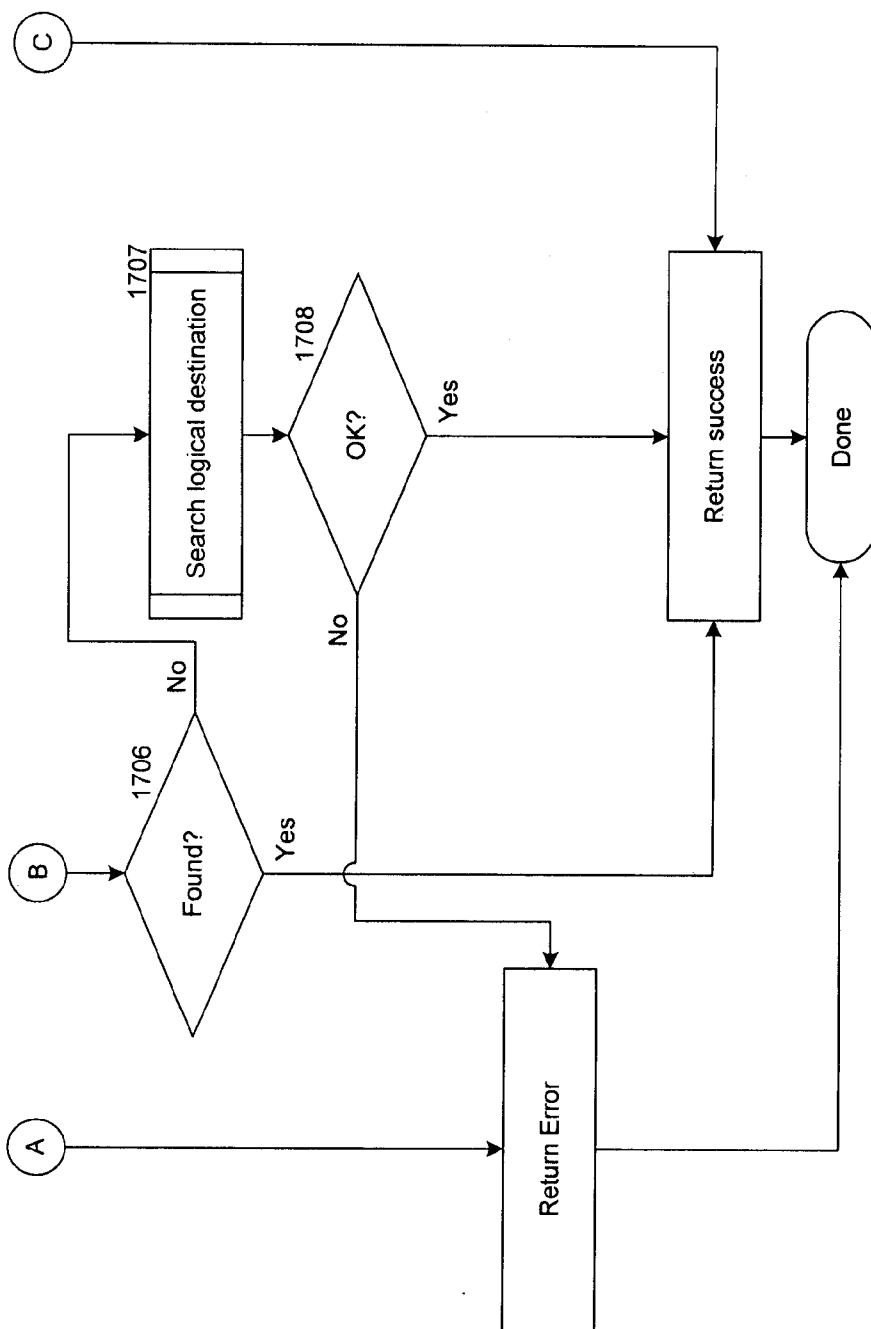 A
B
C
1706
Found?
No
Yes
1707
Search logical destination
1708
OK?
No
Yes
Return Error
Return success
Done